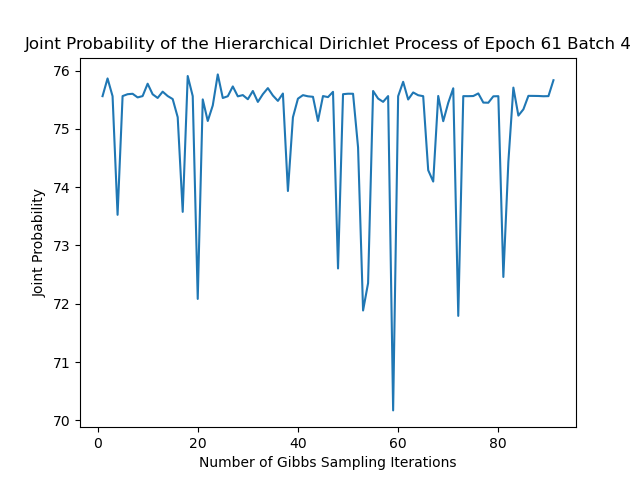 Joint Probability of the Hierarchical Dirichlet Process of Epoch 61 Batch 4
76
75
74
73
72
71
70
Joint Probability
0 20 40 60 80
Number of Gibbs Sampling Iterations